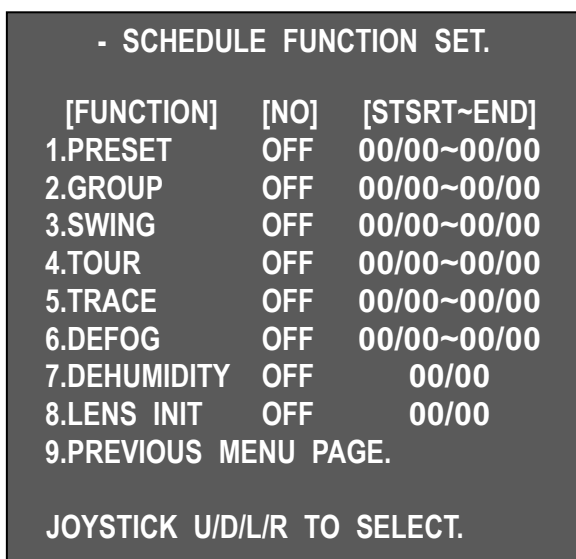 - SCHEDULE FUNCTION SET.
[FUNCTION] [NO] [STSRT~END]
1.PRESET OFF 00/00~00/00
2.GROUP OFF 00/00~00/00
3.SWING OFF 00/00~00/00
4.TOUR OFF 00/00~00/00
5.TRACE OFF 00/00~00/00
6.DEFOG OFF 00/00~00/00
7.DEHUMIDITY OFF 00/00
8.LENS INIT OFF 00/00
9.PREVIOUS MENU PAGE.
JOYSTICK U/D/L/R TO SELECT.